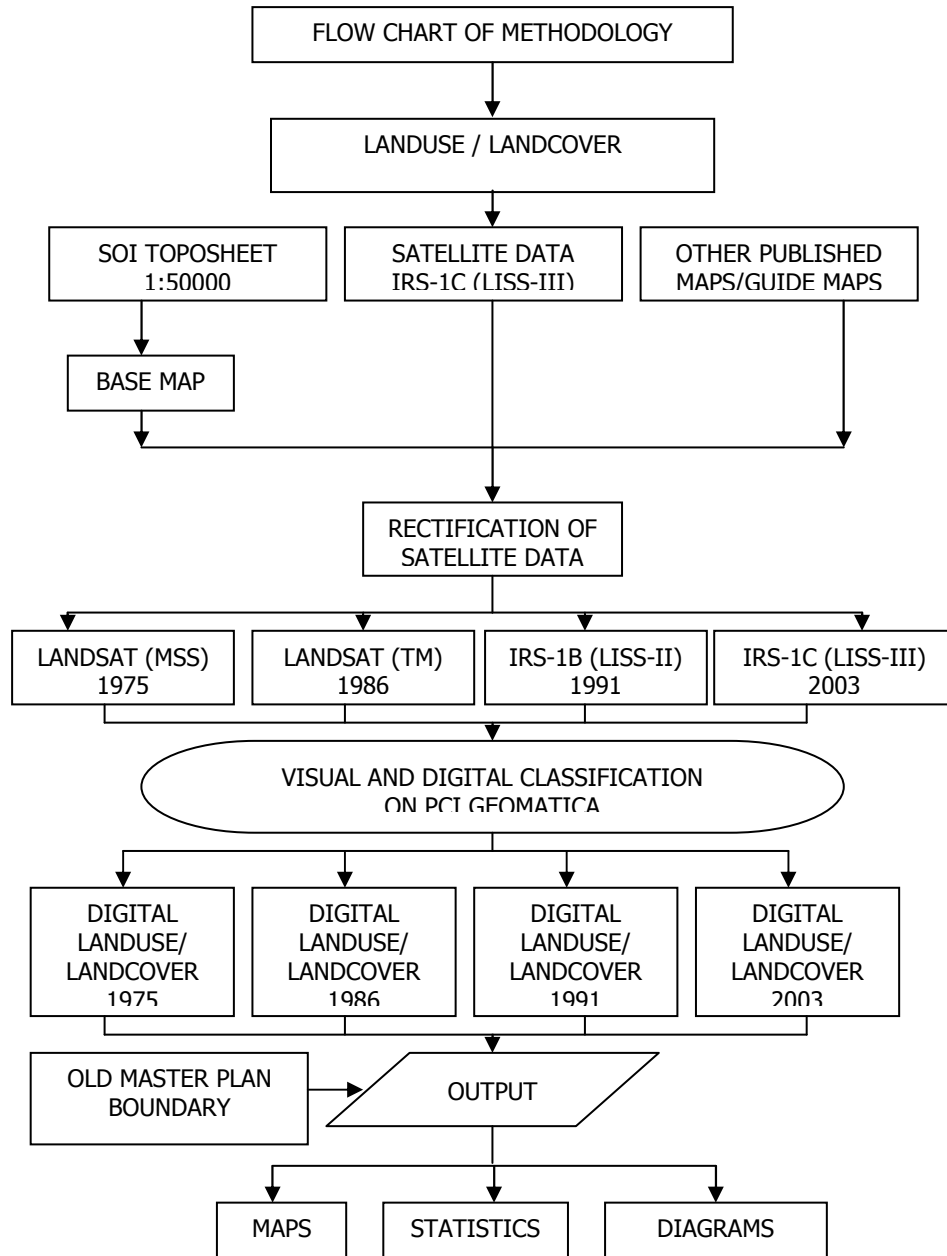 FLOW CHART OF METHODOLOGY
LANDUSE / LANDCOVER
SOI TOPOSHEET
1:50000
SATELLITE DATA
IRS-1C (LISS-III)
OTHER PUBLISHED
MAPS/GUIDE MAPS
BASE MAP
RECTIFICATION OF
SATELLITE DATA
LANDSAT (MSS)
1975
LANDSAT (TM)
1986
IRS-1B (LISS-II)
1991
IRS-1C (LISS-III)
2003
VISUAL AND DIGITAL CLASSIFICATION
ON PCI GEOMATICA
DIGITAL
LANDUSE/
LANDCOVER
1975
DIGITAL
LANDUSE/
LANDCOVER
1986
DIGITAL
LANDUSE/
LANDCOVER
1991
DIGITAL
LANDUSE/
LANDCOVER
2003
OLD MASTER PLAN
BOUNDARY
OUTPUT
MAPS
STATISTICS
DIAGRAMS